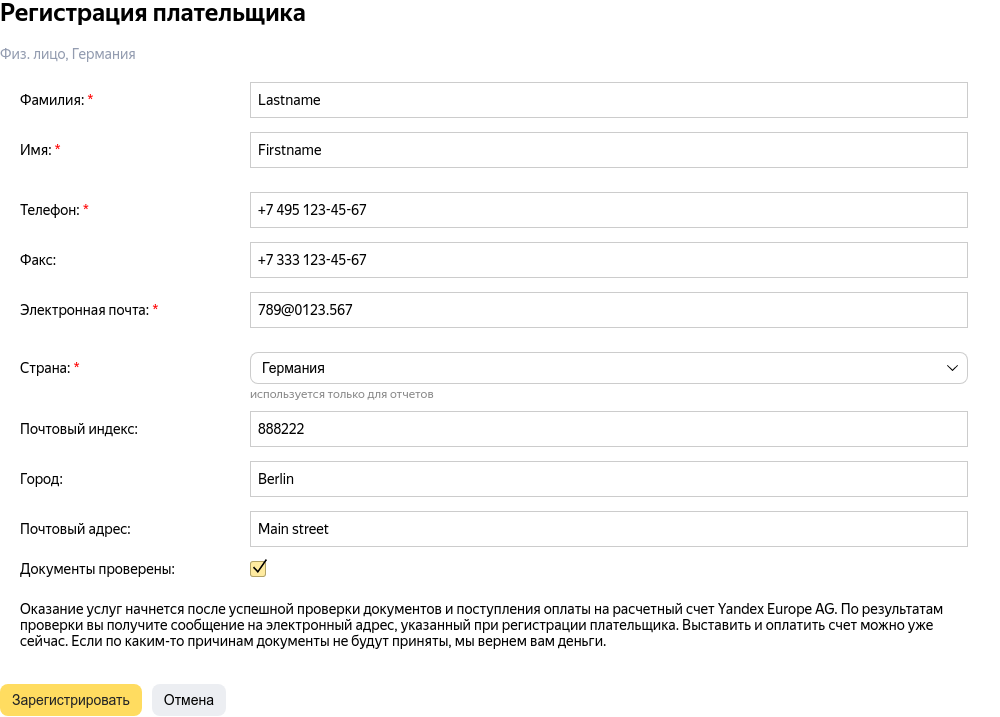 Регистрация плательщика
Физ. лицо, Германия
Фамилия: * Lastname
Имя: * Firstname
Телефон: * +7 495 123-45-67
Факс: +7 333 123-45-67
Электронная почта: * 789@0123.567
Страна: * Германия
используется только для отчетов
Почтовый индекс: 888222
Город: Berlin
Почтовый адрес: Main street
Документы проверены:
Оказание услуг начнется после успешной проверки документов и поступления оплаты на расчетный счет Yandex Europe AG. По результатам
проверки вы получите сообщение на электронный адрес, указанный при регистрации плательщика. Выставить и оплатить счет можно уже
сейчас. Если по каким-то причинам документы не будут приняты, мы вернем вам деньги.
Зарегистрировать Отмена